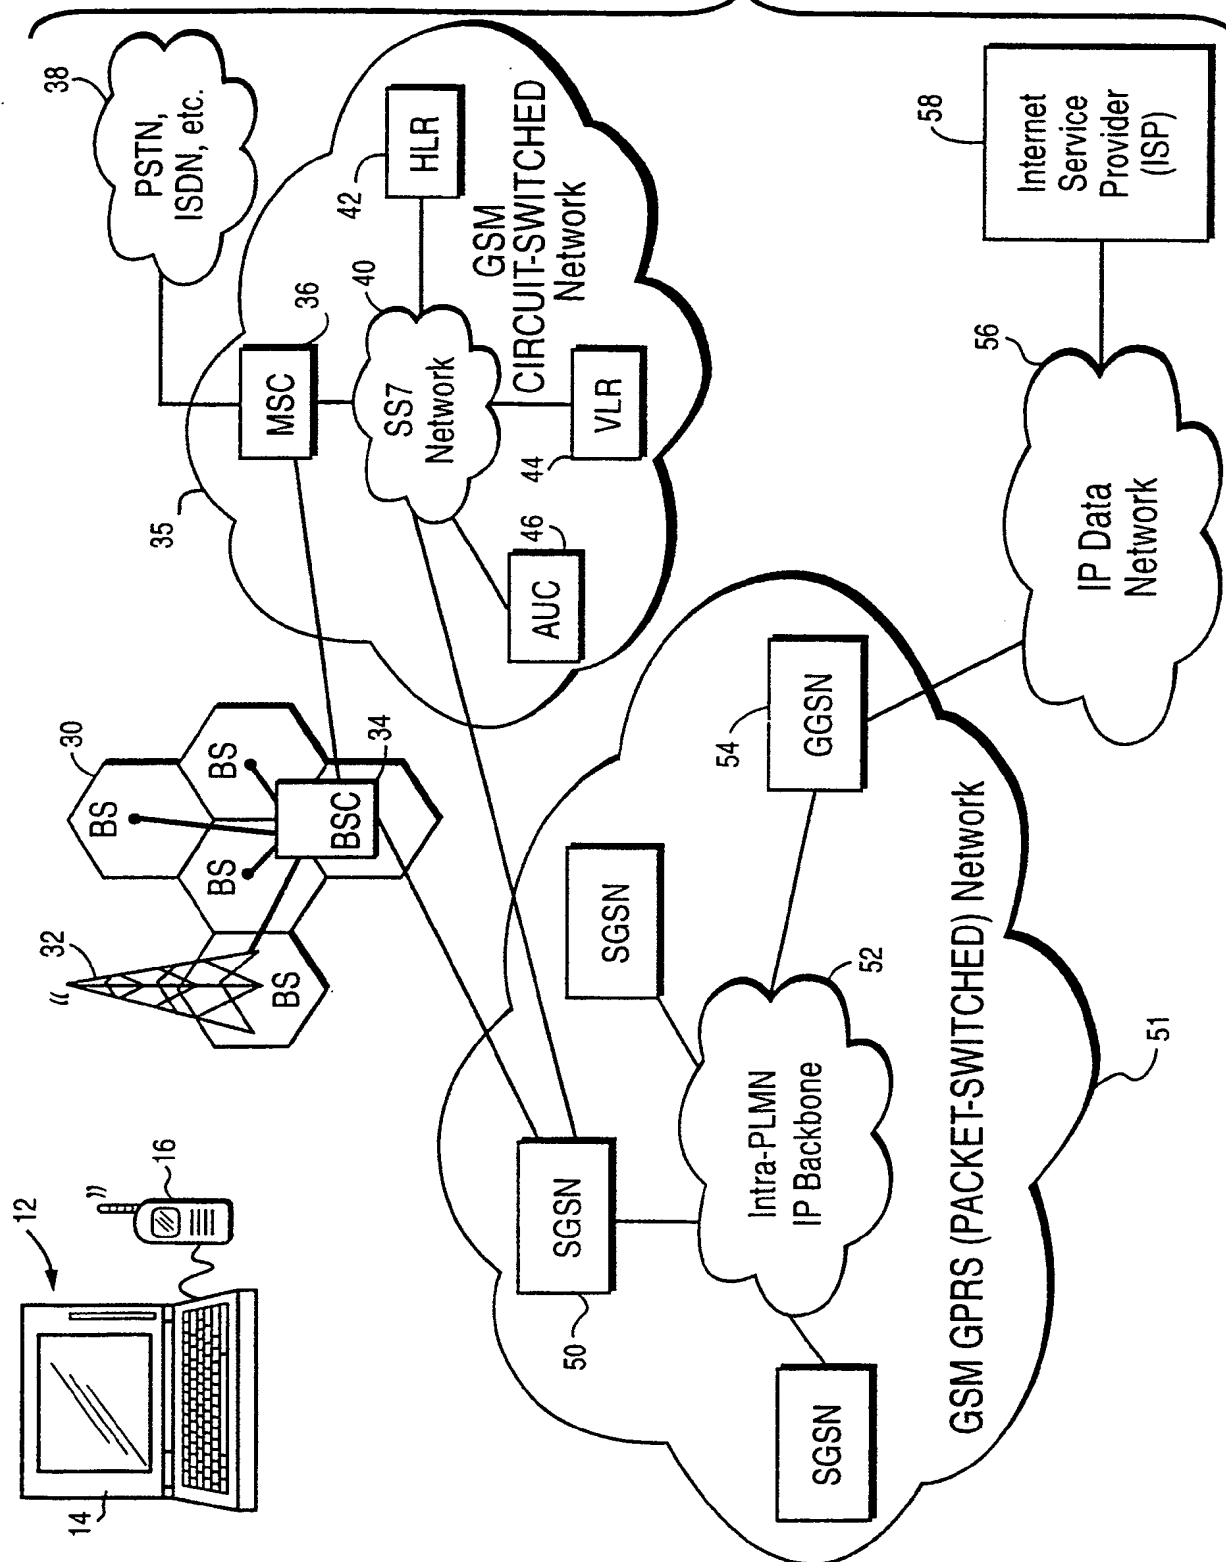 12
14
16
32
BS
BS
BS
BS
30
BSC
34
35
MSC
36
PSTN,
ISDN, etc.
38
SS7
Network
40
HLR
42
VLR
44
AUC
46
GSM
CIRCUIT-SWITCHED
Network
SGSN
50
SGSN
SGSN
Intra-PLMN
IP Backbone
52
GGSN
54
GSM GPRS (PACKET-SWITCHED) Network
51
IP Data
Network
56
Internet
Service
Provider
(ISP)
58